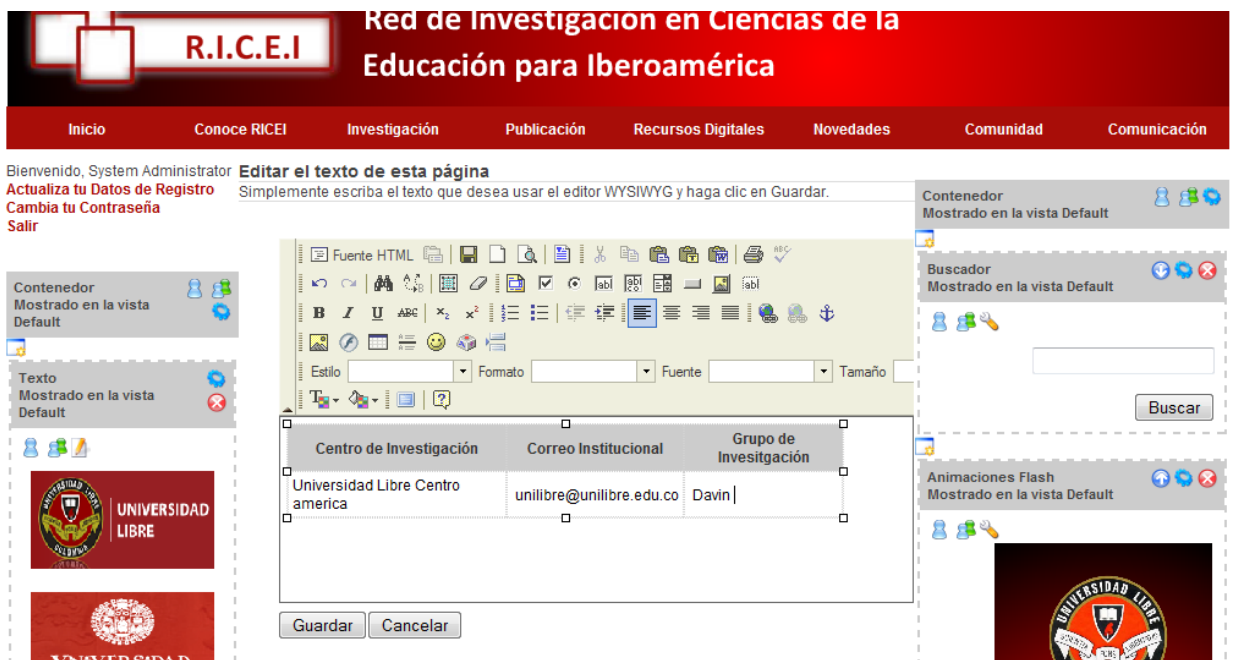 R.I.C.E.I
Red de Investigación en Ciencias de la
Educación para Iberoamérica
Inicio Conoce RICEI Investigación Publicación Recursos Digitales Novedades Comunidad Comunicación
Bienvenido, System Administrator
Actualiza tu Datos de Registro
Cambia tu Contraseña
Salir
Contenedor
Mostrado en la vista
Default
Texto
Mostrado en la vista
Default
UNIVERSIDAD LIBRE
COLOMBIA
UNIVERSIDAD
LIBRE
UNIVERSIDAD
Editar el texto de esta página
Simplemente escriba el texto que desea usar el editor WYSIWYG y haga clic en Guardar.
Fuente HTML
Estilo Formato Fuente Tamaño
Centro de Investigación Correo Institucional Grupo de
Invesitgación
Universidad Libre Centro
america unilibre@unilibre.edu.co Davin
Guardar Cancelar
Contenedor
Mostrado en la vista Default
Buscador
Mostrado en la vista Default
Buscar
Animaciones Flash
Mostrado en la vista Default
UNIVERSIDAD LIBRE